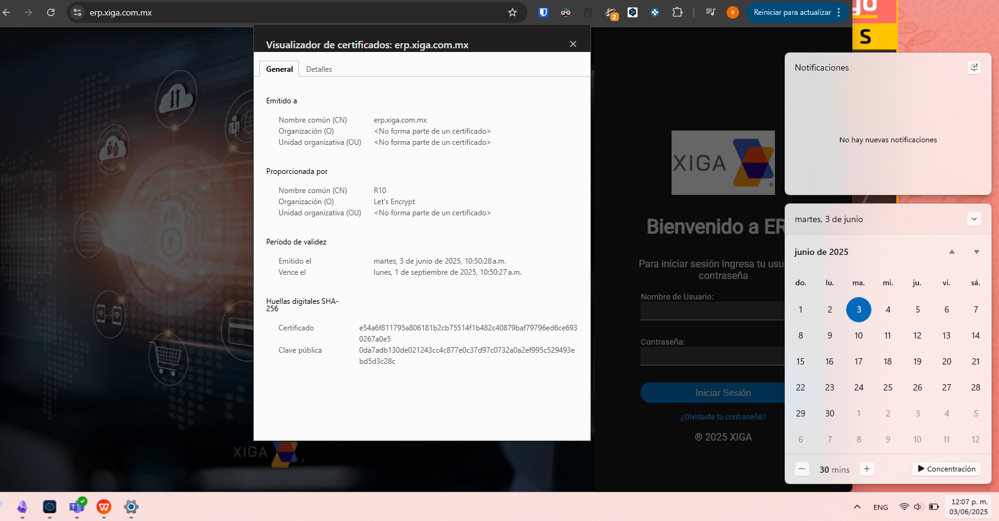 erp.xiga.com.mx
2
e
Reiniciar para actualizar
S
Visualizador de certificados: erp.xiga.com.mx
General
Detalles
Emitido a
Nombre común (CN) erp.xiga.com.mx
Organización (O) <No forma parte de un certificado>
Unidad organizativa (OU) <No forma parte de un certificado>
Proporcionada por
Nombre común (CN) R10
Organización (O) Let's Encrypt
Unidad organizativa (OU) <No forma parte de un certificado>
Período de validez
Emitido el martes, 3 de junio de 2025, 10:50:28 a.m.
Vence el lunes, 1 de septiembre de 2025, 10:50:27 a.m.
Huellas digitales SHA-
256
Certificado e54a6f811795a806181b2cb75514f1b482c40879baf79796ed6ce693
0267a0e5
Clave pública 0da7adb130de021243cc4c877e0c37d97c0732a0a2ef995c529493e
bd5d3c28c
XIGA
XIGA
®
Bienvenido a ER
Para iniciar sesión ingresa tu usu
contraseña
Nombre de Usuario:
Contraseña:
Iniciar Sesión
¿Olvidaste tu contraseña?
® 2025 XIGA
Notificaciones
No hay nuevas notificaciones
martes, 3 de junio
junio de 2025
do. lu. ma. mi. ju. vi. sá.
1 2 3 4 5 6 7
8 9 10 11 12 13 14
15 16 17 18 19 20 21
22 23 24 25 26 27 28
29 30 1 2 3 4 5
6 7 8 9 10 11 12
30 mins
Concentración
ENG
12:07 p. m.
03/06/2025